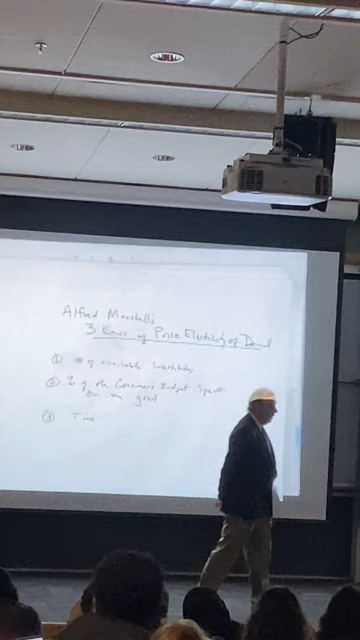 Alfred Marshall's
3 Laws of Price Elasticity of Demand
① # of available Substitutes
② % of the Consumers Budget Spent
On the good
③ Time